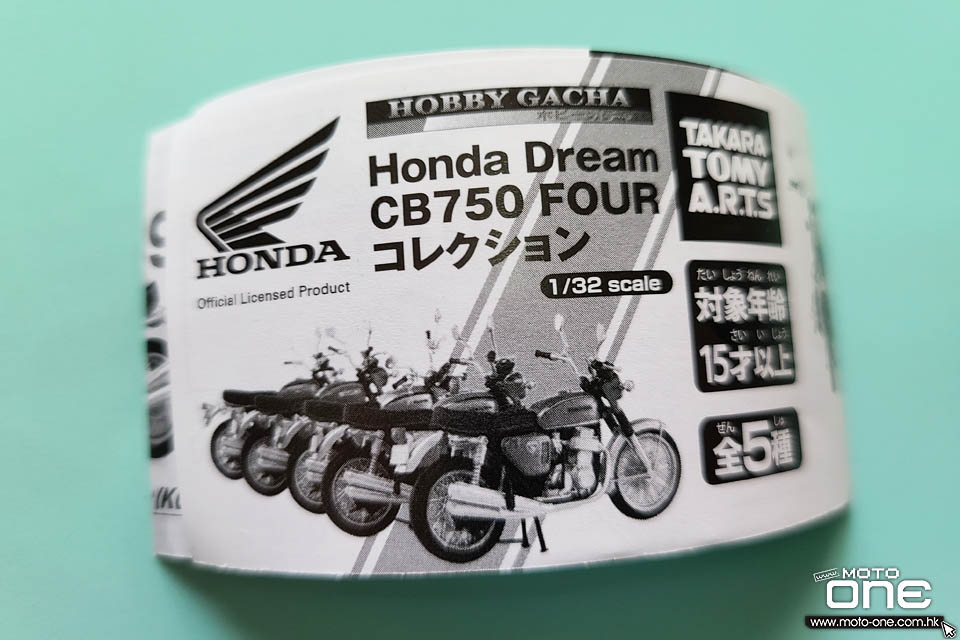 HOBBY GACHA
ホビーガチャ
Honda Dream
CB750 FOUR
コレクション
1/32 scale
HONDA
Official Licensed Product
TAKARA
TOMY
A.R.T.S
たいしょうねんれい
対象年齢
さいいじょう
15才以上
ぜん しゅ
全5種
www.
MOTO
ONE
www.moto-one.com.hk